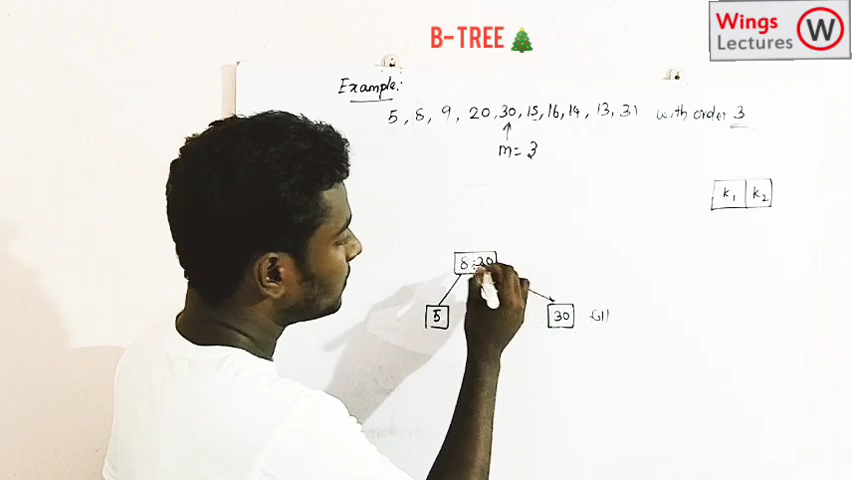 B-TREE
Wings
Lectures
W
Example:
5, 8, 9, 20, 30, 15, 16, 14, 13, 31 with order 3
m=3
K1 K2
8:20
5
30